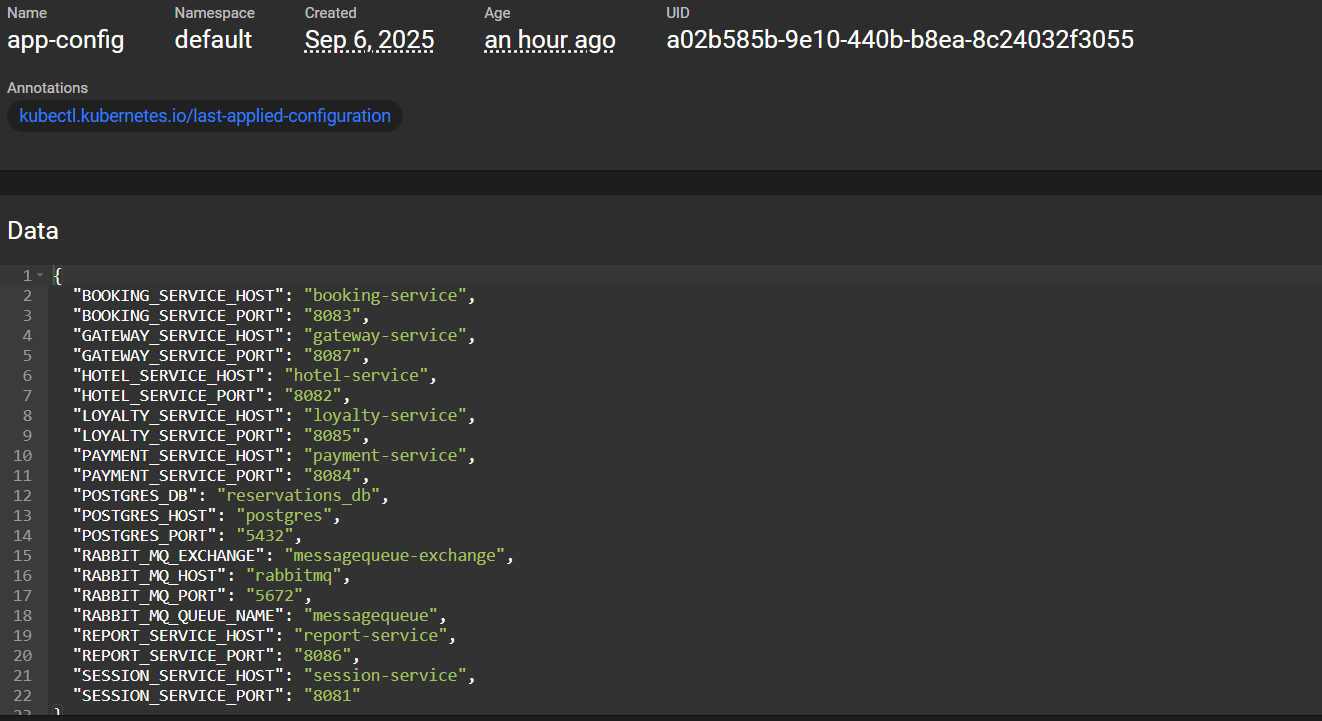 Name Namespace Created Age UID
app-config default Sep 6, 2025 an hour ago a02b585b-9e10-440b-b8ea-8c24032f3055
Annotations
kubectl.kubernetes.io/last-applied-configuration
Data
1 {
2 "BOOKING_SERVICE_HOST": "booking-service",
3 "BOOKING_SERVICE_PORT": "8083",
4 "GATEWAY_SERVICE_HOST": "gateway-service",
5 "GATEWAY_SERVICE_PORT": "8087",
6 "HOTEL_SERVICE_HOST": "hotel-service",
7 "HOTEL_SERVICE_PORT": "8082",
8 "LOYALTY_SERVICE_HOST": "loyalty-service",
9 "LOYALTY_SERVICE_PORT": "8085",
10 "PAYMENT_SERVICE_HOST": "payment-service",
11 "PAYMENT_SERVICE_PORT": "8084",
12 "POSTGRES_DB": "reservations_db",
13 "POSTGRES_HOST": "postgres",
14 "POSTGRES_PORT": "5432",
15 "RABBIT_MQ_EXCHANGE": "messagequeue-exchange",
16 "RABBIT_MQ_HOST": "rabbitmq",
17 "RABBIT_MQ_PORT": "5672",
18 "RABBIT_MQ_QUEUE_NAME": "messagequeue",
19 "REPORT_SERVICE_HOST": "report-service",
20 "REPORT_SERVICE_PORT": "8086",
21 "SESSION_SERVICE_HOST": "session-service",
22 "SESSION_SERVICE_PORT": "8081"
23 }